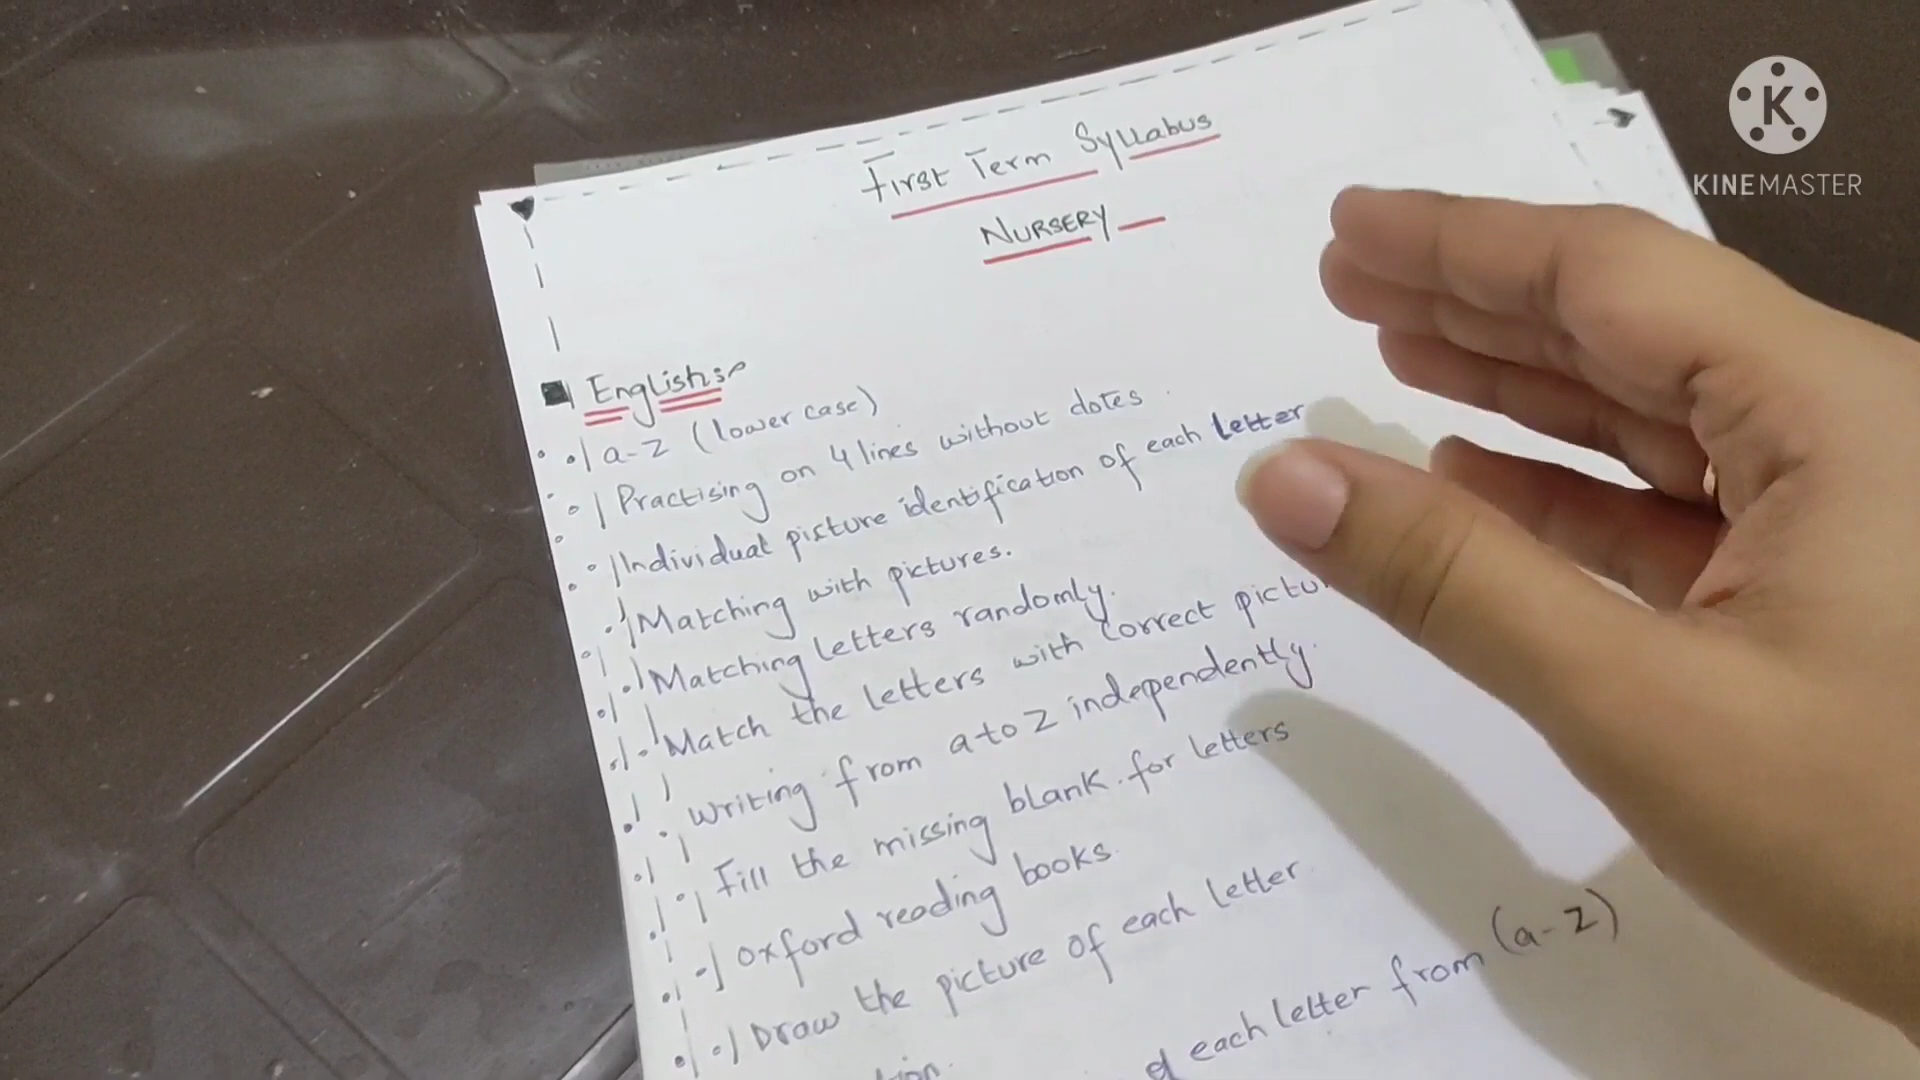 First Term Syllabus
NURSERY
English:
a-z (lower case)
Practising on 4 lines without dotes.
Individual picture identification of each letter
Matching with pictures.
Matching letters randomly.
Match the letters with correct
writing from a to z independently.
Fill the missing blank for letters
Oxford reading books.
Draw the picture of each letter
each letter from (a-z)
K
KINEMASTER